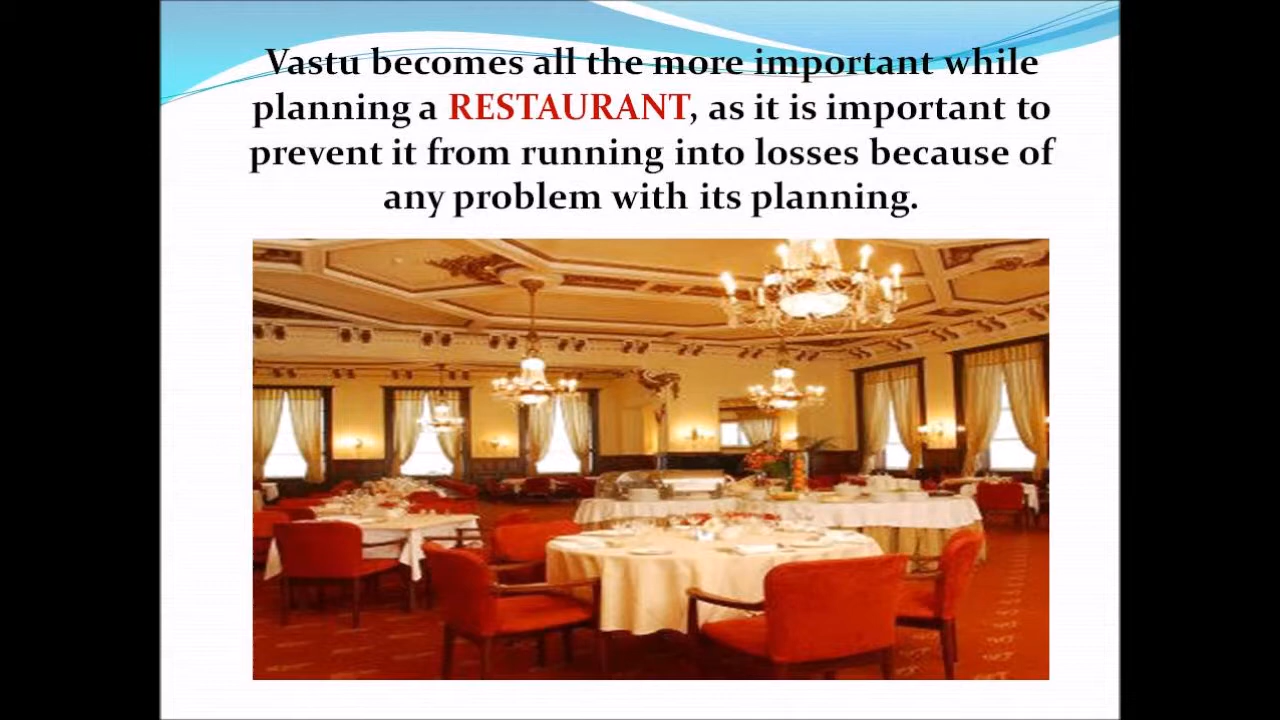 Vastu becomes all the more important while
planning a RESTAURANT, as it is important to
prevent it from running into losses because of
any problem with its planning.